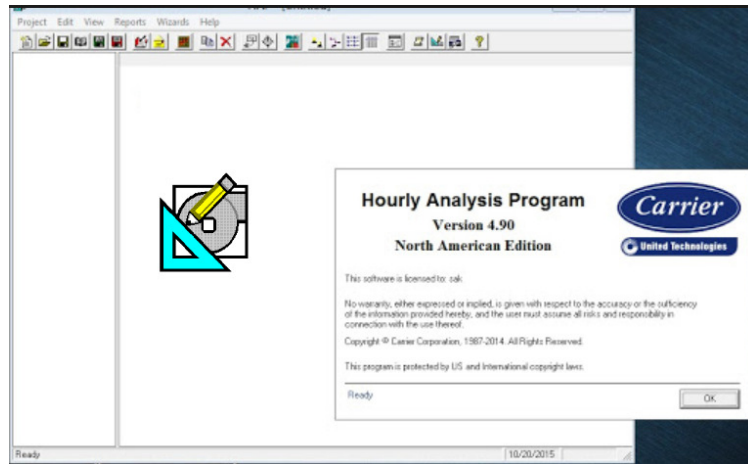 Project Edit View Reports Wizards Help
Hourly Analysis Program
Version 4.90
North American Edition
Carrier
United Technologies
This software is licensed to: sak
No warranty, either expressed or implied, is given with respect to the accuracy or the sufficiency
of the information provided hereby, and the user must assume all risks and responsibility in
connection with the use thereof.
Copyright © Carrier Corporation, 1987-2014. All Rights Reserved.
This program is protected by US and International copyright laws.
Ready
OK
Ready
10/20/2015